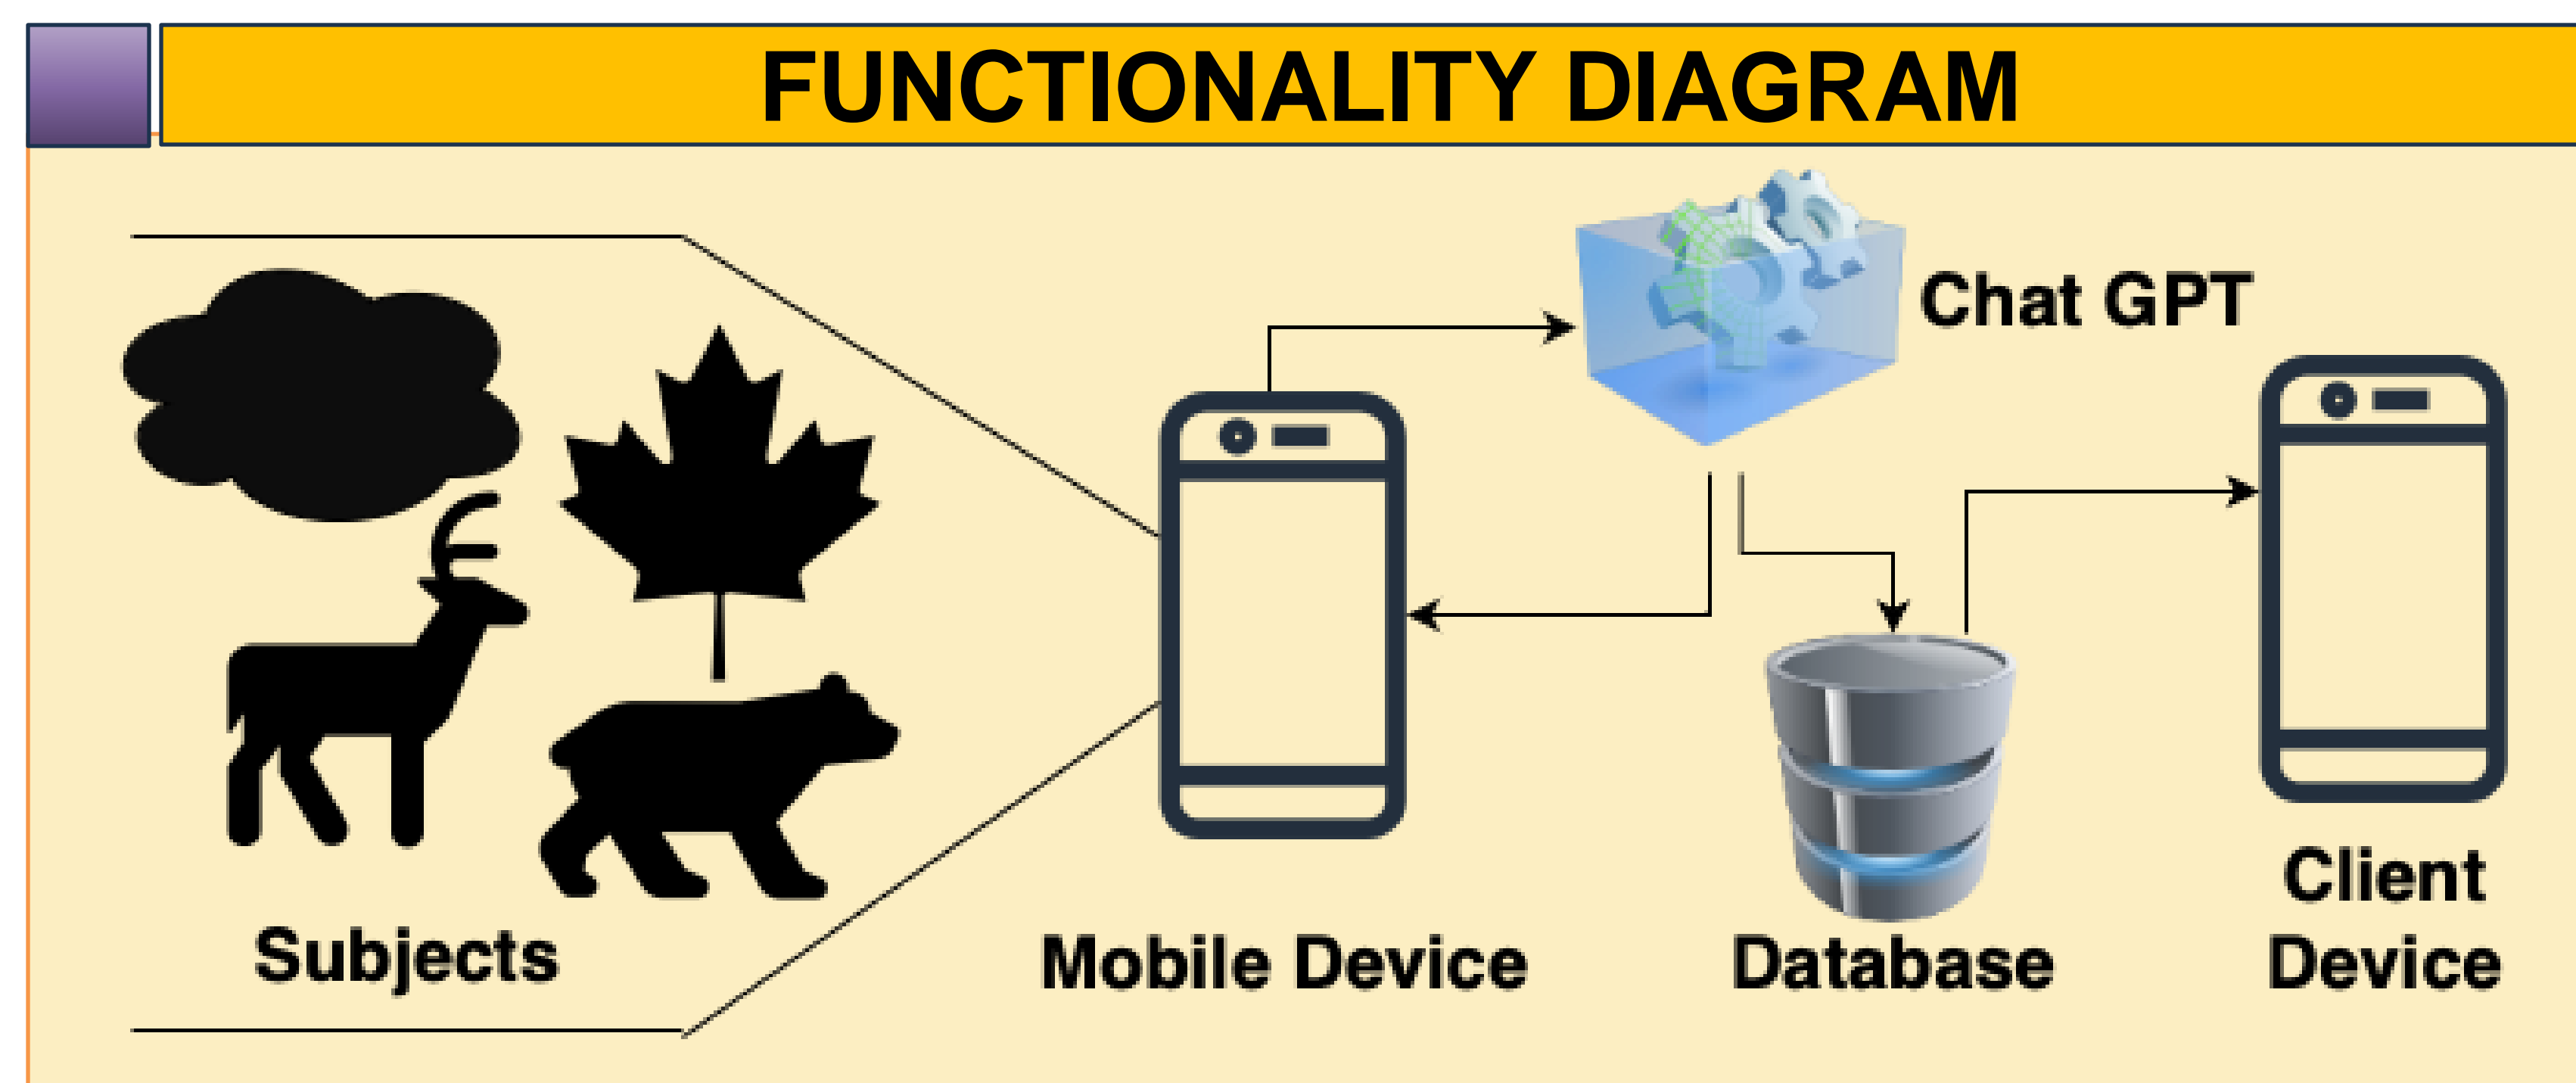 FUNCTIONALITY DIAGRAM
Chat GPT
Subjects
Mobile Device
Database
Client
Device